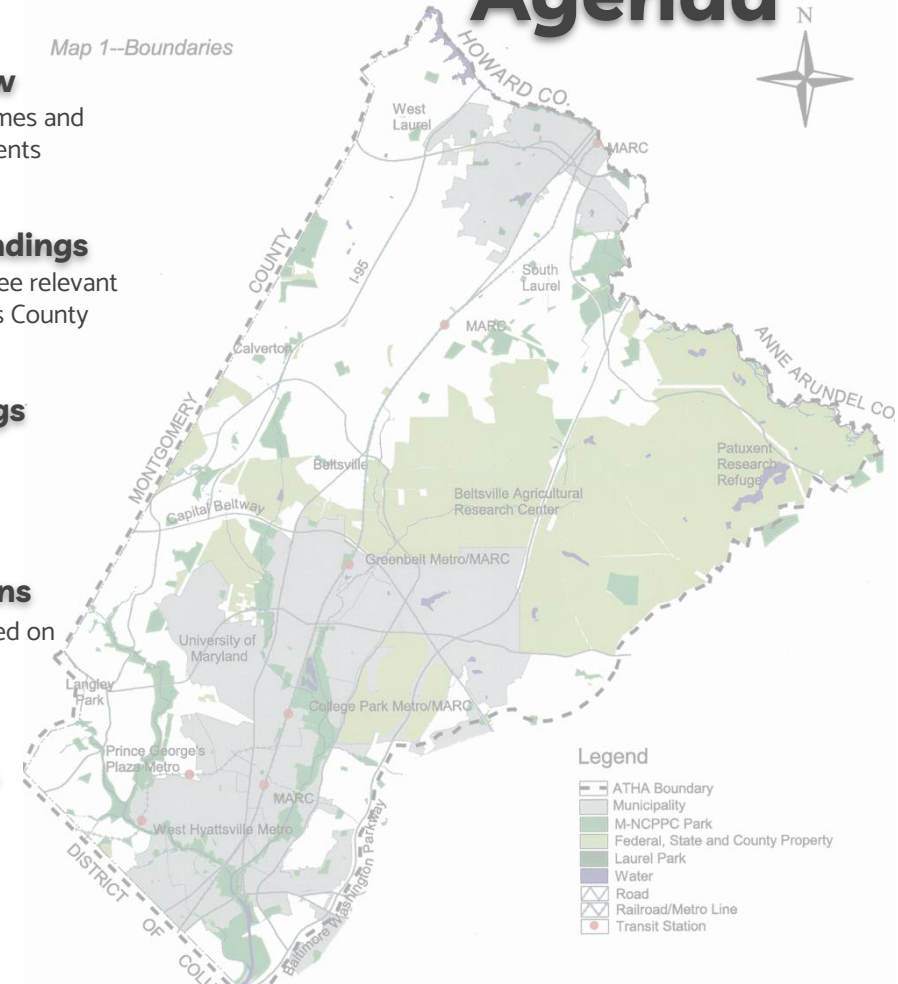 Agenda
N
Map 1--Boundaries
w
mes and
ents
ndings
ee relevant
s County
gs
ns
ed on
HOWARD CO.
West
Laurel
MARC
COUNTY
I-95
South
Laurel
MARC
Calverton
ANNE ARUNDEL CO
MONTGOMERY
Beltsville
Patuxent
Research
Refuge
Beltsville Agricultural
Research Center
Capital Beltway
Greenbelt Metro/MARC
University of
Maryland
Langley
Park
College Park Metro/MARC
Prince George's
Plaza Metro
MARC
West Hyattsville Metro
Baltimore Washington Parkway
DISTRICT
OF
COLU
Legend
ATHA Boundary
Municipality
M-NCPPC Park
Federal, State and County Property
Laurel Park
Water
Road
Railroad/Metro Line
Transit Station